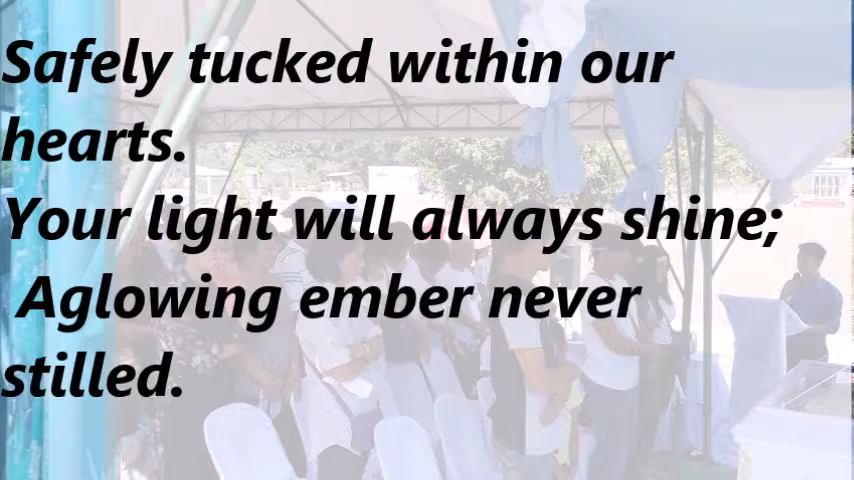 Safely tucked within our
hearts.
Your light will always shine;
Aglowing ember never
stilled.